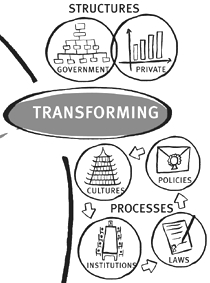 STRUCTURES
GOVERNMENT
PRIVATE
TRANSFORMING
CULTURES
POLICIES
PROCESSES
INSTITUTIONS
LAWS